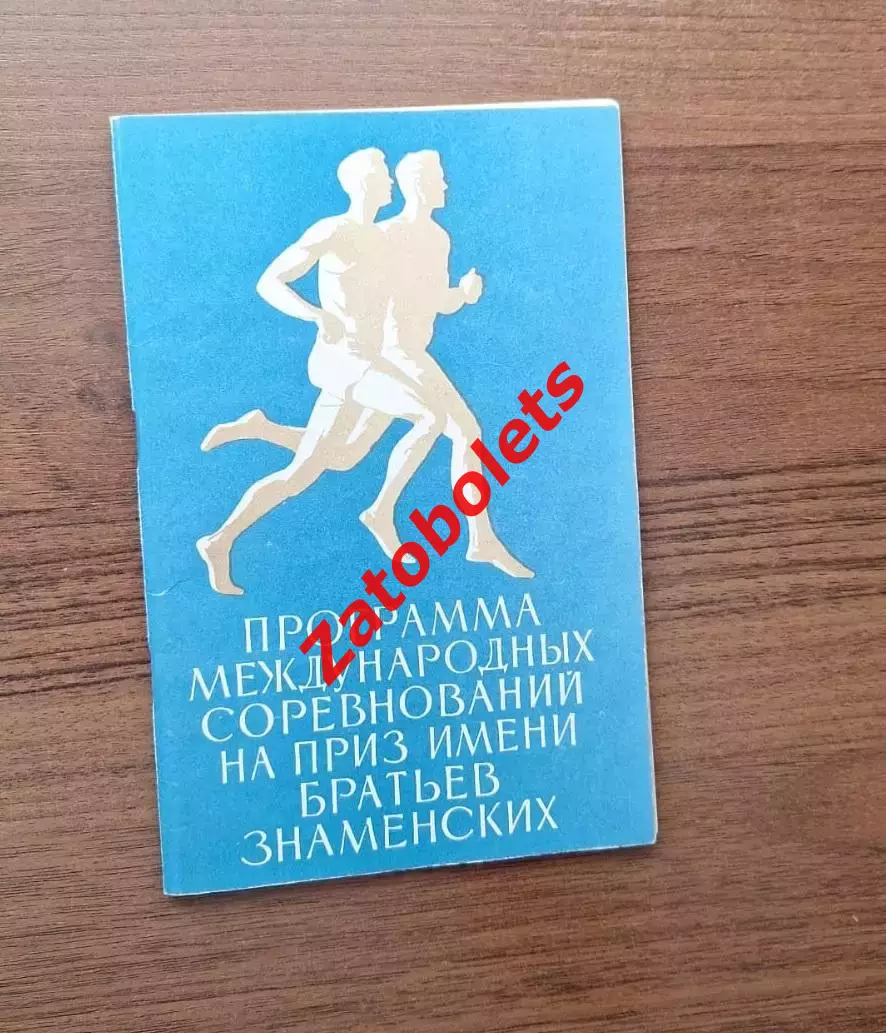 Zatobolets
ПРОГРАММА
МЕЖДУНАРОДНЫХ
СОРЕВНОВАНИЙ
НА ПРИЗ ИМЕНИ
БРАТЬЕВ
ЗНАМЕНСКИХ